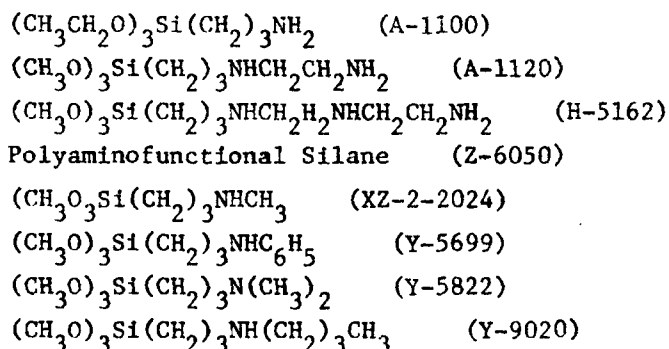 (CH₃CH₂O)₃Si(CH₂)₃NH₂ (A-1100)
(CH₃O)₃Si(CH₂)₃NHCH₂CH₂NH₂ (A-1120)
(CH₃O)₃Si(CH₂)₃NHCH₂H₂NHCH₂CH₂NH₂ (H-5162)
Polyaminofunctional Silane (Z-6050)
(CH₃O₃Si(CH₂)₃NHCH₃ (XZ-2-2024)
(CH₃O)₃Si(CH₂)₃NHC₆H₅ (Y-5699)
(CH₃O)₃Si(CH₂)₃N(CH₃)₂ (Y-5822)
(CH₃O)₃Si(CH₂)₃NH(CH₂)₃CH₃ (Y-9020)